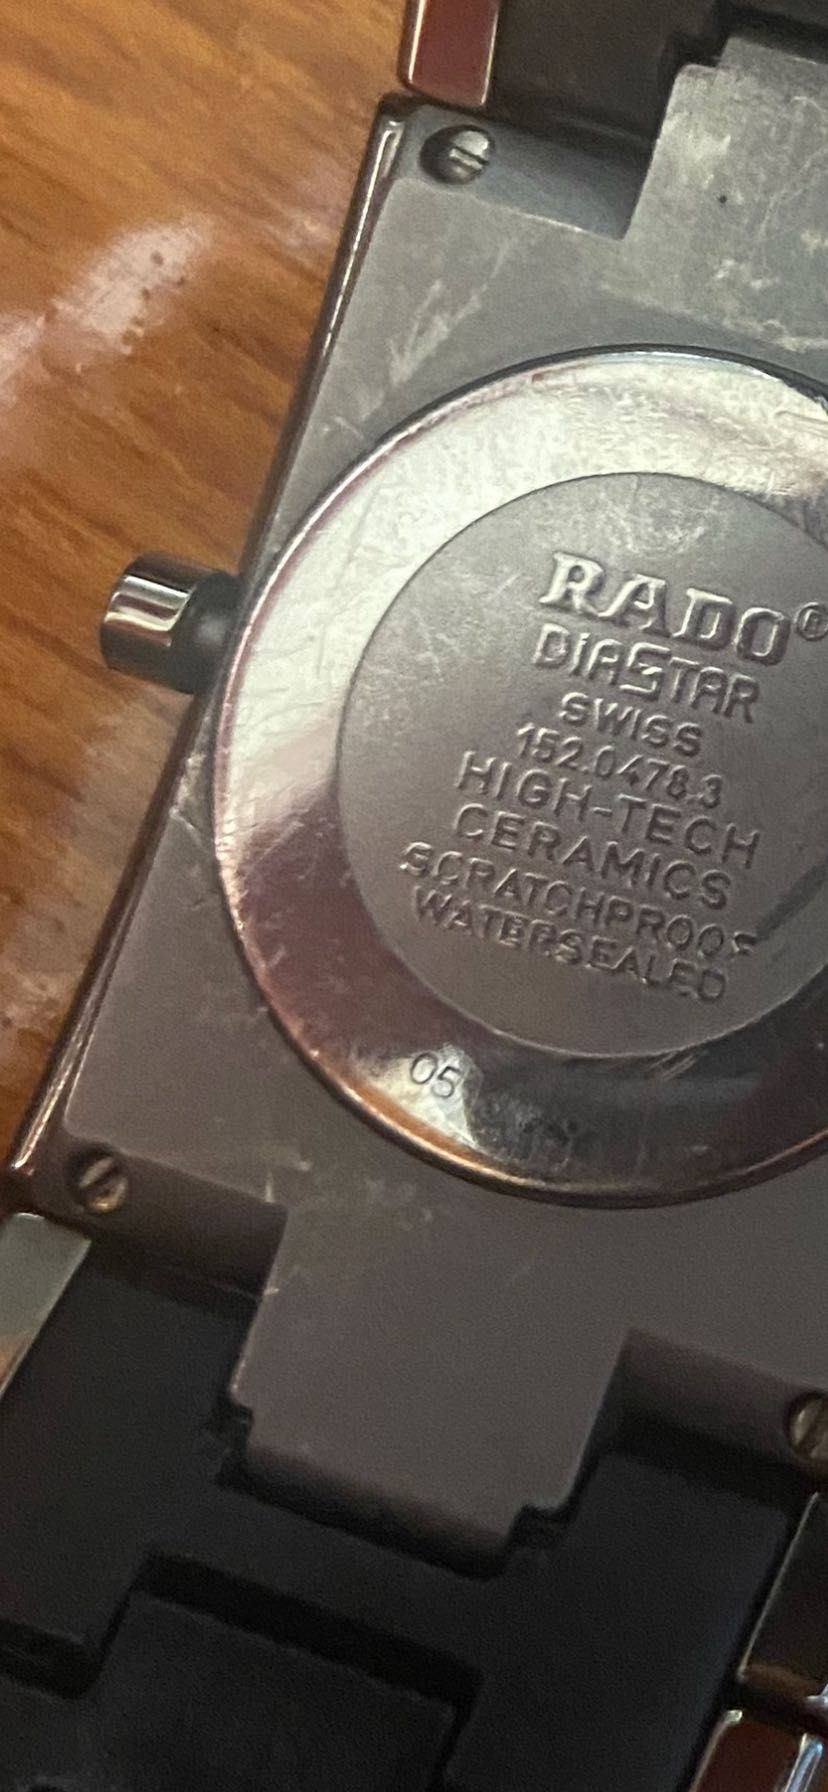 RADO®
DIASTAR
SWISS
152.0478.3
HIGH-TECH
CERAMICS
SCRATCHPROOF
WATERSEALED
05